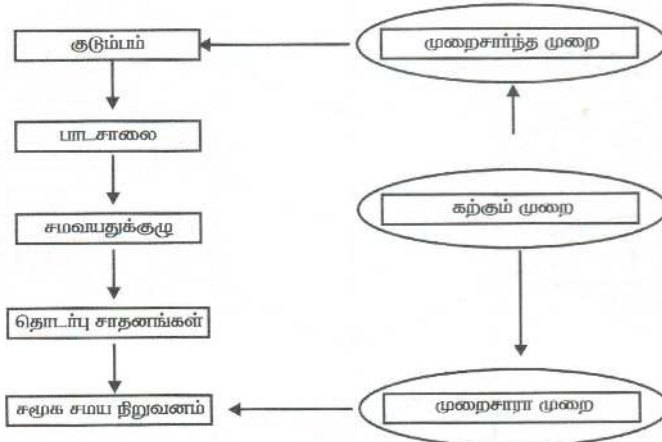 குடும்பம்
முறைசார்ந்த முறை
பாடசாலை
கற்கும் முறை
சமவயதுக்குழு
தொடர்பு சாதனங்கள்
சமூக சமய நிறுவனம்
முறைசாரா முறை